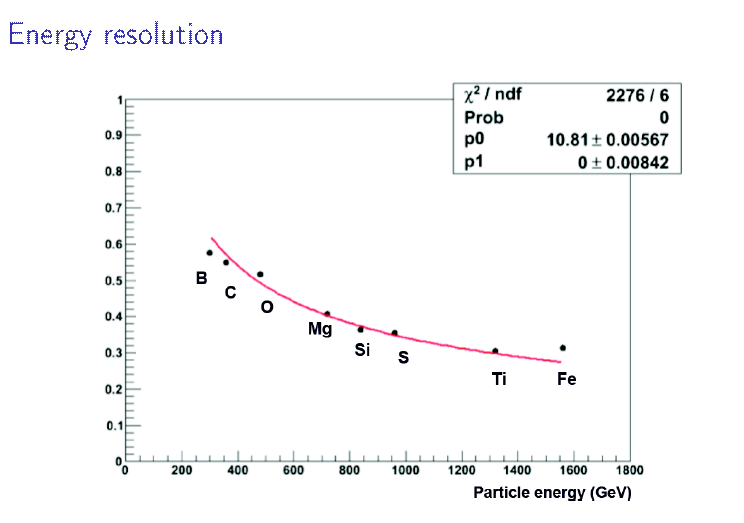 Energy resolution
χ² / ndf 2276 / 6
Prob 0
p0 10.81 ± 0.00567
p1 0 ± 0.00842
1
0.9
0.8
0.7
0.6
0.5
0.4
0.3
0.2
0.1
0
B
C
O
Mg
Si
S
Ti
Fe
0 200 400 600 800 1000 1200 1400 1600 1800
Particle energy (GeV)